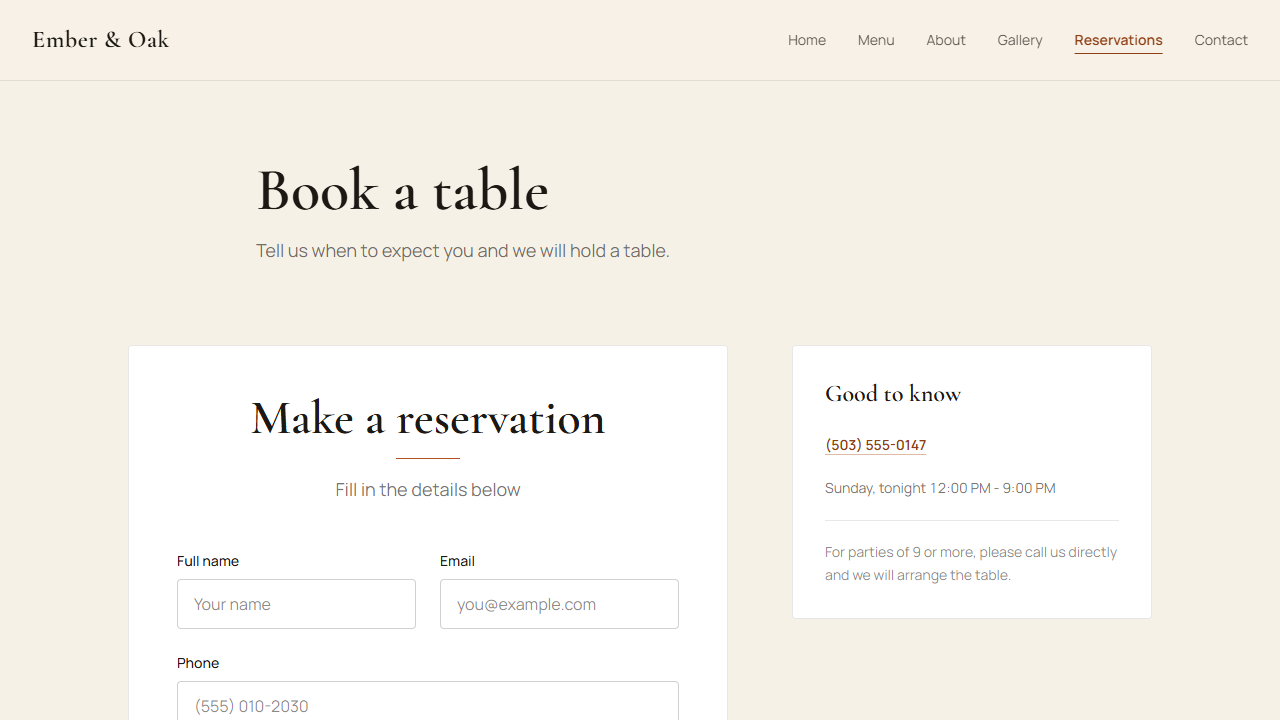 Ember & Oak
Home Menu About Gallery Reservations Contact
Book a table
Tell us when to expect you and we will hold a table.
Make a reservation
Fill in the details below
Full name
Email
Your name
you@example.com
Phone
(555) 010-2030
Good to know
(503) 555-0147
Sunday, tonight 12:00 PM - 9:00 PM
For parties of 9 or more, please call us directly
and we will arrange the table.